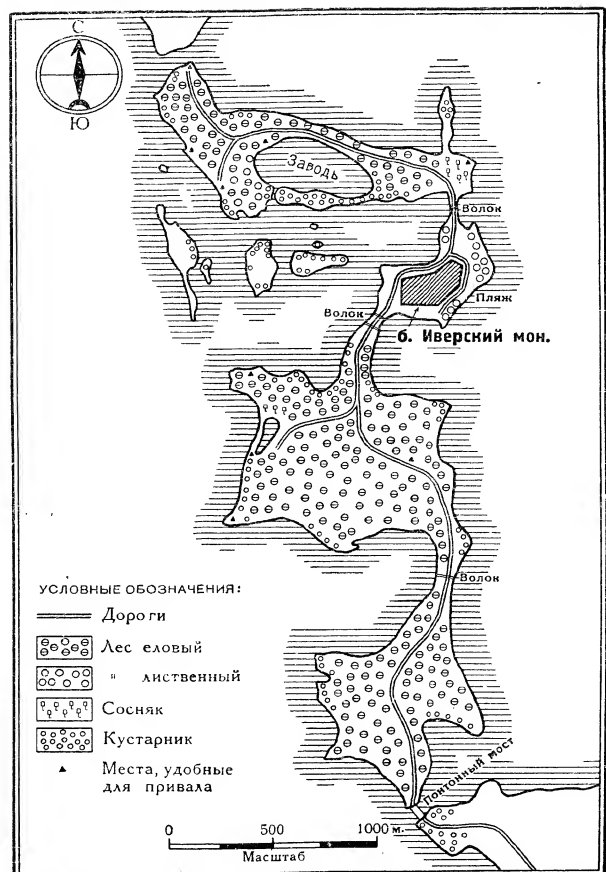 С
Ю
Заводь
Волок
Пляж
Волок
б. Иверский мон.
Волок
УСЛОВНЫЕ ОБОЗНАЧЕНИЯ:
Дороги
Лес еловый
" лиственный
Сосняк
Кустарник
Места, удобные
для привала
Понтонный мост
0 500 1000 м.
Масштаб